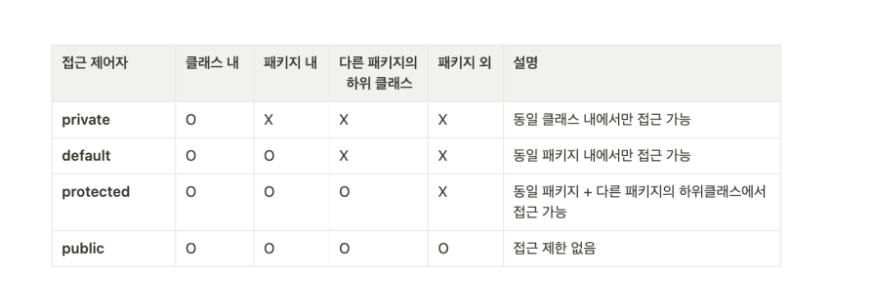 접근 제어자 클래스 내 패키지 내 다른 패키지의 하위 클래스 패키지 외 설명
private O X X X 동일 클래스 내에서만 접근 가능
default O O X X 동일 패키지 내에서만 접근 가능
protected O O O X 동일 패키지 + 다른 패키지의 하위클래스에서
접근 가능
public O O O O 접근 제한 없음